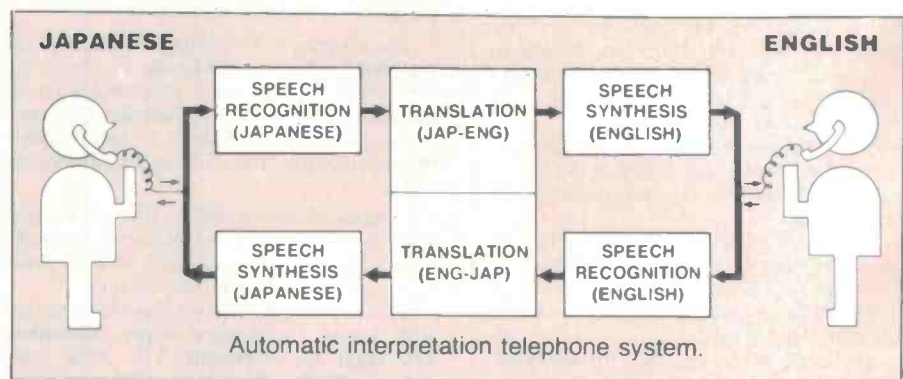 JAPANESE
ENGLISH
SPEECH
RECOGNITION
(JAPANESE)
TRANSLATION
(JAP-ENG)
SPEECH
SYNTHESIS
(ENGLISH)
SPEECH
SYNTHESIS
(JAPANESE)
TRANSLATION
(ENG-JAP)
SPEECH
RECOGNITION
(ENGLISH)
Automatic interpretation telephone system.